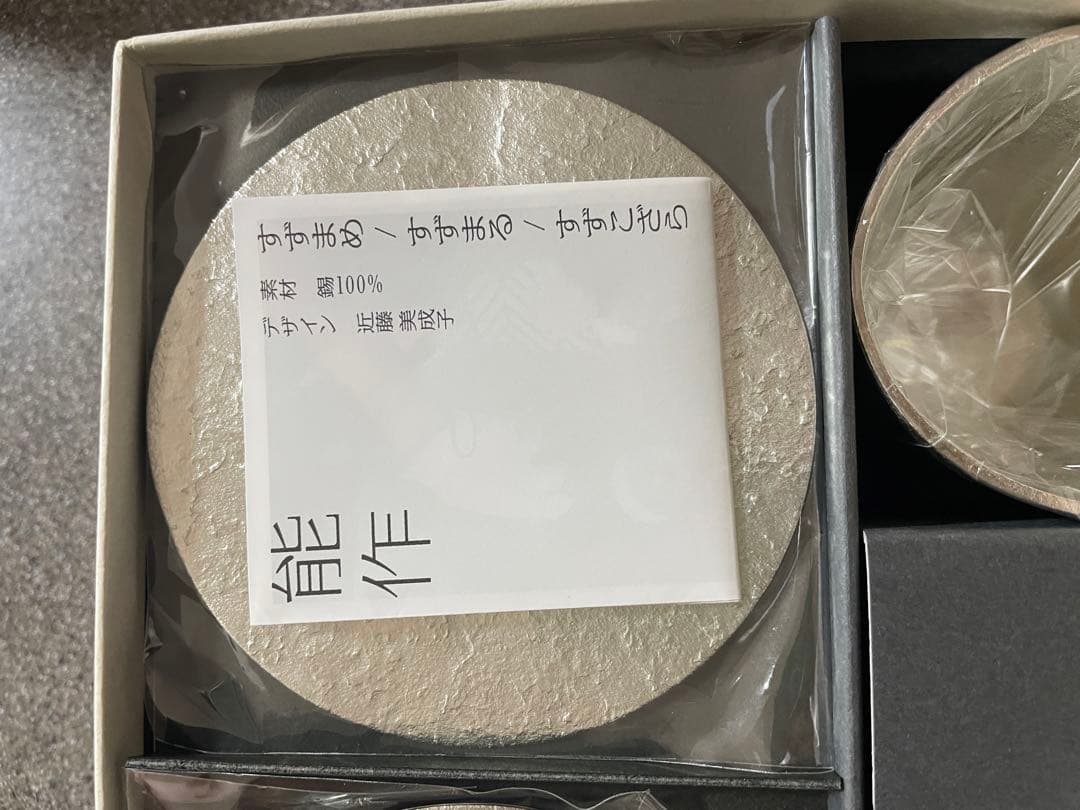 すずまめ / すずまる / すずこざら
素材　錫100%
デザイン　近藤美成子
能作